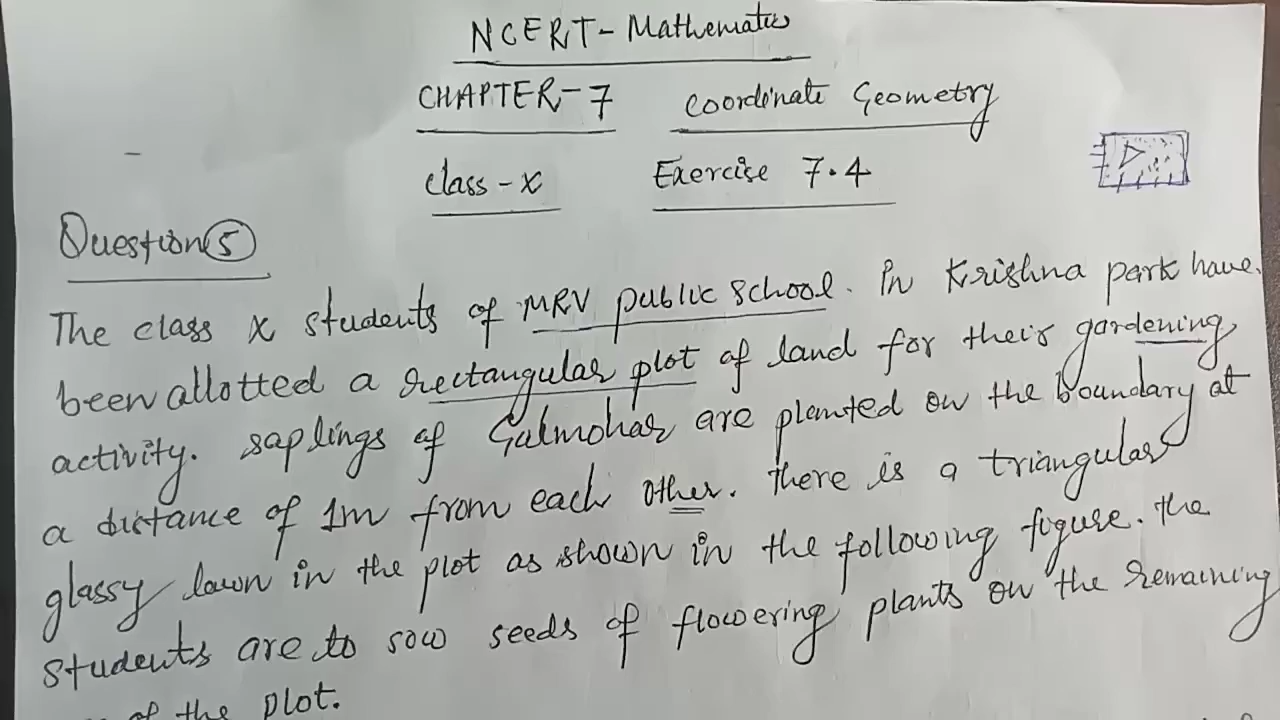 NCERT - Mathematics
CHAPTER - 7 Coordinate Geometry
class - X Exercise 7.4
Question 5
The class X students of MRV public school. In Krishna park have
been allotted a rectangular plot of land for their gardening
activity. saplings of Gulmohar are planted on the boundary at
a distance of 1m from each other. There is a triangular
glassy lawn in the plot as shown in the following figure. The
students are to sow seeds of flowering plants on the remaining
of the plot.